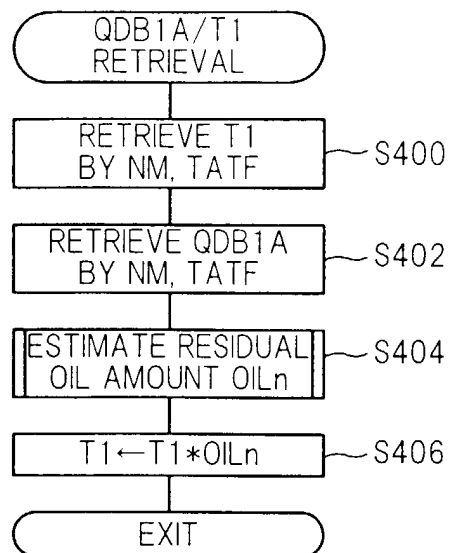 QDB1A/T1
RETRIEVAL
RETRIEVE T1
BY NM, TATF
S400
RETRIEVE QDB1A
BY NM, TATF
S402
ESTIMATE RESIDUAL
OIL AMOUNT OILn
S404
T1←T1*OILn
S406
EXIT